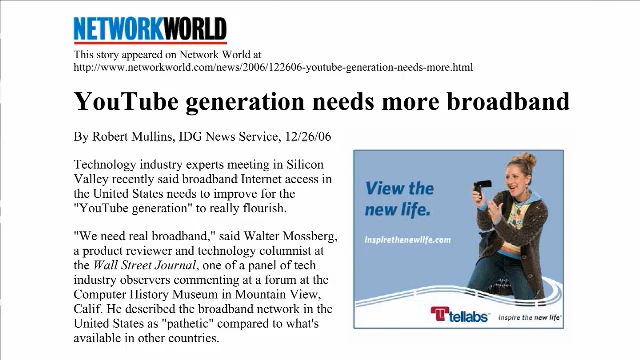 NETWORKWORLD
This story appeared on Network World at
http://www.networkworld.com/news/2006/122606-youtube-generation-needs-more.html
YouTube generation needs more broadband
By Robert Mullins, IDG News Service, 12/26/06
Technology industry experts meeting in Silicon
Valley recently said broadband Internet access in
the United States needs to improve for the
"YouTube generation" to really flourish.
"We need real broadband," said Walter Mossberg,
a product reviewer and technology columnist at
the Wall Street Journal, one of a panel of tech
industry observers commenting at a forum at the
Computer History Museum in Mountain View,
Calif. He described the broadband network in the
United States as "pathetic" compared to what's
available in other countries.
View the
new life.
inspirethenewlife.com
tellabs
inspire the new life